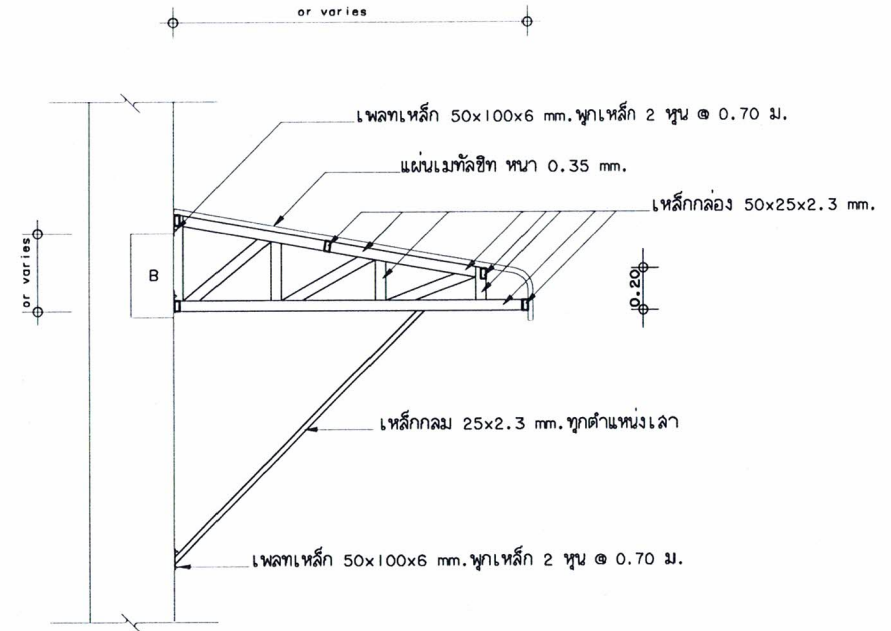 or varies
เพลทเหล็ก 50x100x6 mm.พุกเหล็ก 2 หุน @ 0.70 ม.
แผ่นเมทัลชิท หนา 0.35 mm.
เหล็กกล่อง 50x25x2.3 mm.
or varies
B
0.20
เหล็กกลม 25x2.3 mm.ทุกตำแหน่งเสา
เพลทเหล็ก 50x100x6 mm.พุกเหล็ก 2 หุน @ 0.70 ม.